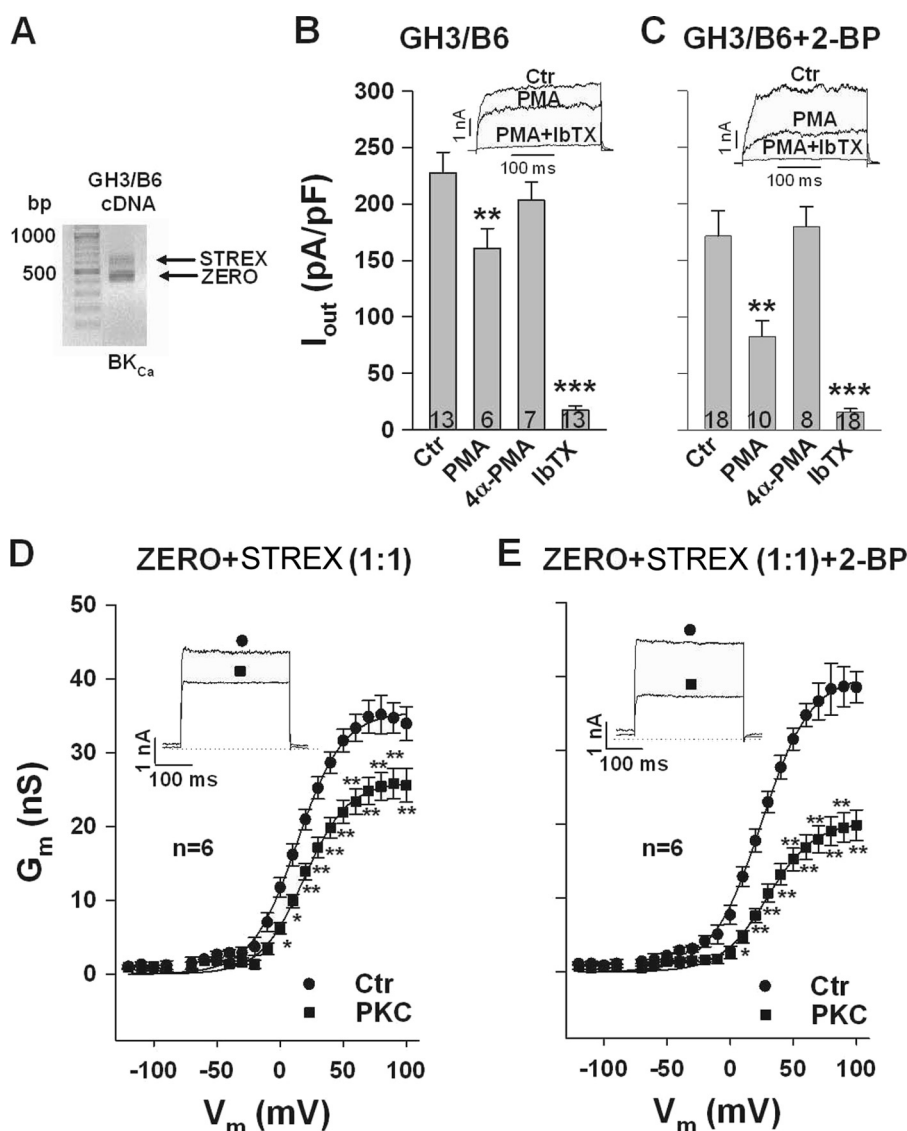 A
GH3/B6
cDNA
bp
1000
500
STREX
ZERO
BK_Ca
B GH3/B6
I_out (pA/pF)
300
250
200
150
100
50
0
Ctr
PMA
PMA+IbTX
1 nA
100 ms
**
***
13
6
7
13
Ctr
PMA
4α-PMA
IbTX
C GH3/B6+2-BP
Ctr
PMA
PMA+IbTX
1 nA
100 ms
**
***
18
10
8
18
Ctr
PMA
4α-PMA
IbTX
D ZERO+STREX (1:1)
G_m (nS)
50
40
30
20
10
0
1 nA
100 ms
n=6
* * ** ** ** ** ** ** ** ** **
Ctr
PKC
-100 -50 0 50 100
V_m (mV)
E ZERO+STREX (1:1)+2-BP
1 nA
100 ms
n=6
* ** ** ** ** ** ** ** ** **
Ctr
PKC
-100 -50 0 50 100
V_m (mV)